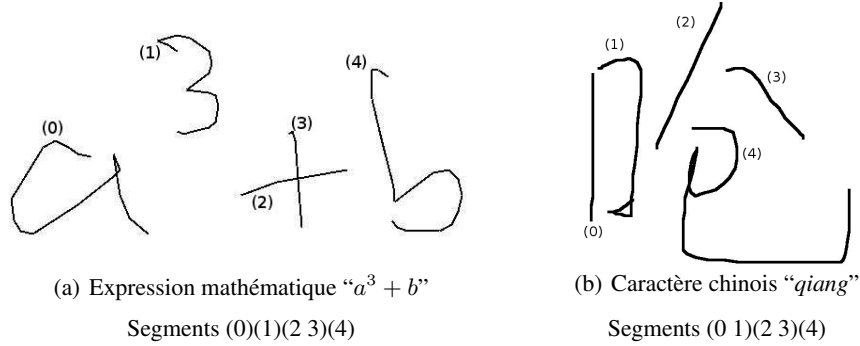 (0)
(1)
(2)
(3)
(4)
a³ + b
(a) Expression mathématique “a³ + b”
Segments (0)(1)(2 3)(4)
(0)
(1)
(2)
(3)
(4)
(b) Caractère chinois “qiang”
Segments (0 1)(2 3)(4)